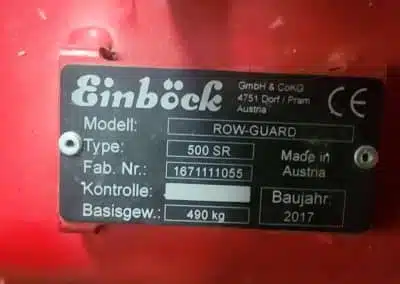 Einböck
GmbH & CoKG
4751 Dorf / Pram
Austria
CE
Modell: ROW-GUARD
Type: 500 SR
Fab. Nr.: 1671111055
Kontrolle:
Basisgew.: 490 kg
Made in
Austria
Baujahr:
2017